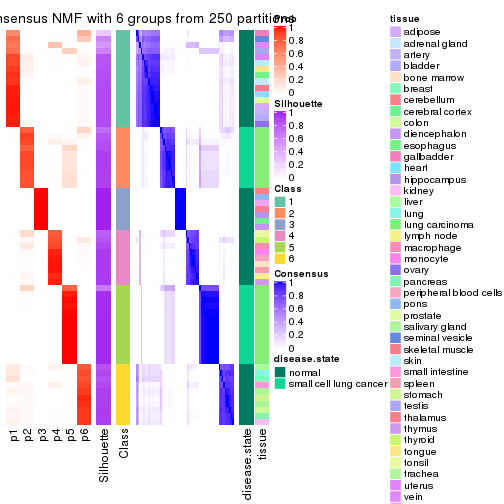 nsensus NMF with 6 groups from 250 partitions
Prop
1
0.8
0.6
0.4
0.2
0
Silhouette
1
0.8
0.6
0.4
0.2
0
Class
1
2
3
4
5
6
Consensus
1
0.8
0.6
0.4
0.2
0
disease.state
normal
small cell lung cancer
tissue
adipose
adrenal gland
artery
bladder
bone marrow
breast
cerebellum
cerebral cortex
colon
diencephalon
esophagus
gallbadder
heart
hippocampus
kidney
liver
lung
lung carcinoma
lymph node
macrophage
monocyte
ovary
pancreas
peripheral blood cells
pons
prostate
salivary gland
seminal vesicle
skeletal muscle
skin
small intestine
spleen
stomach
testis
thalamus
thymus
thyroid
tongue
tonsil
trachea
uterus
vein
p1
p2
p3
p4
p5
p6
Silhouette
Class
disease.state
tissue